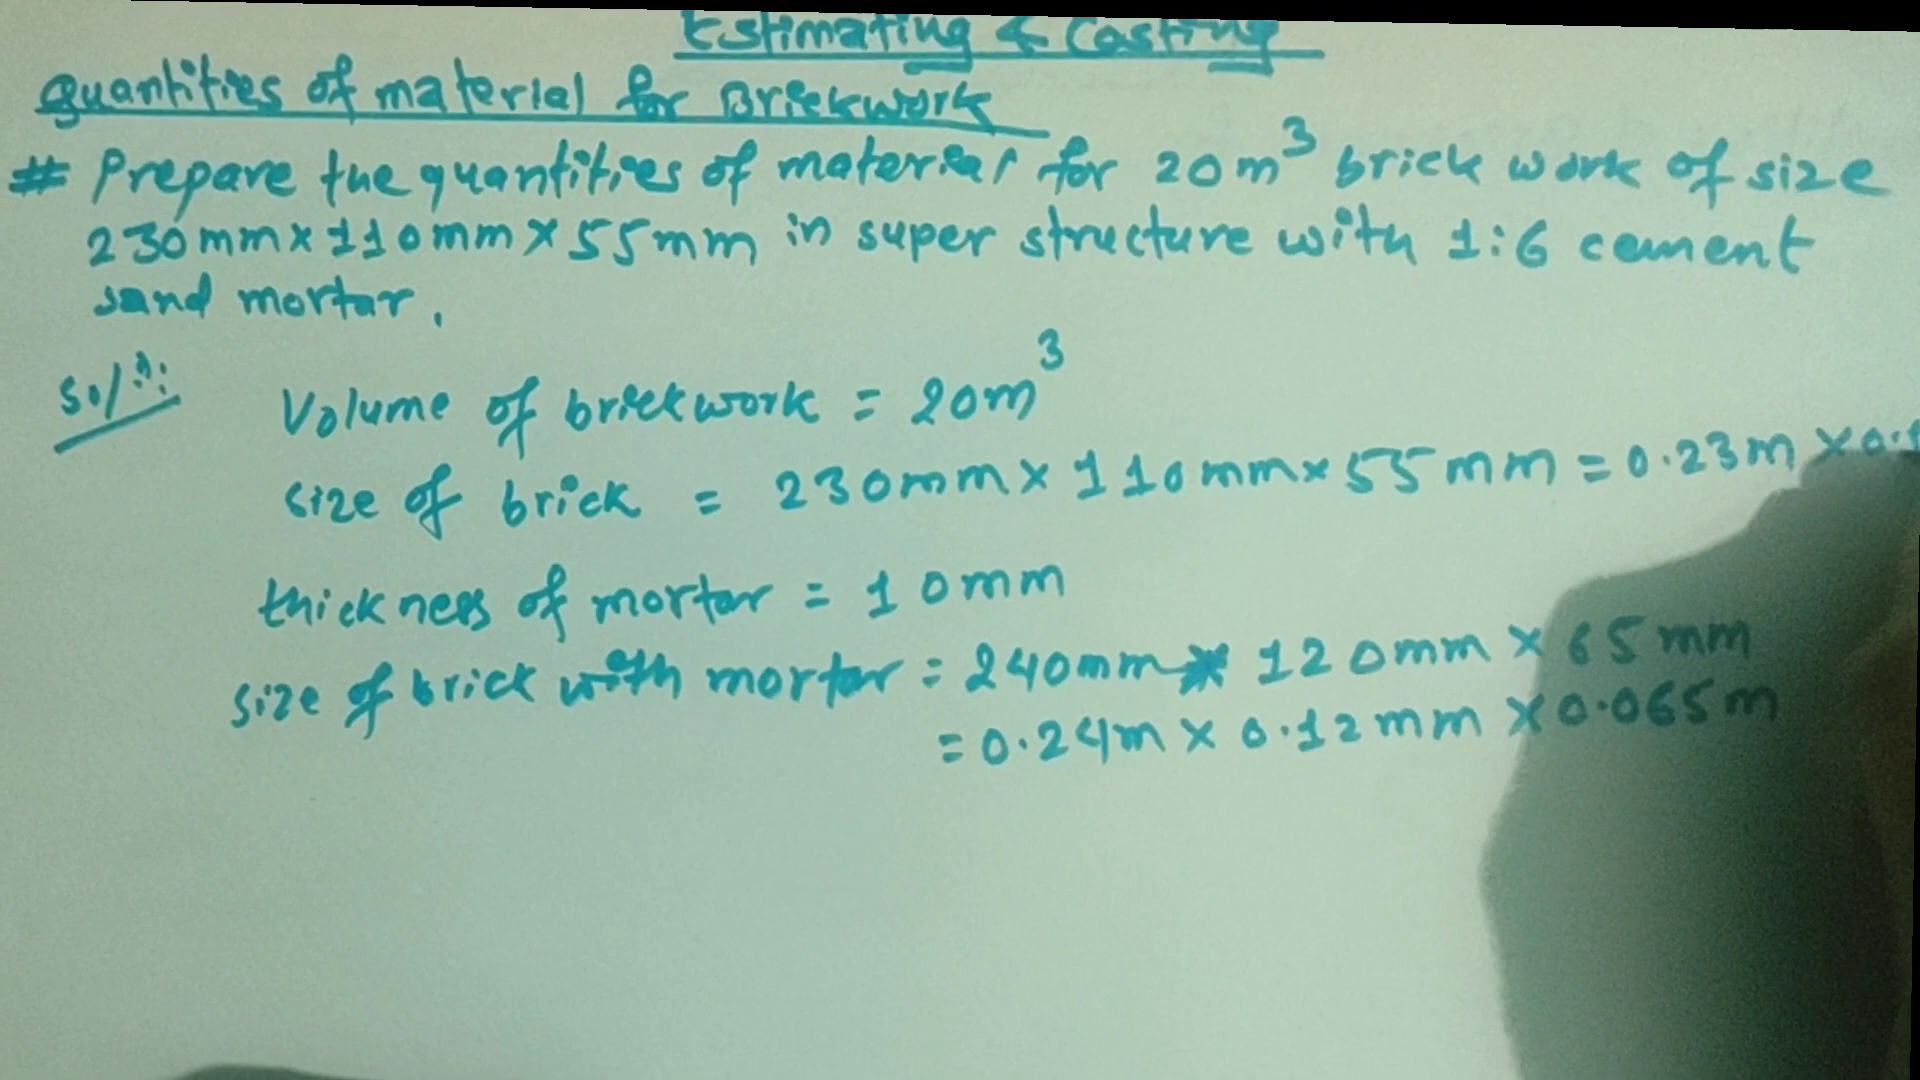 Estimating & Costing
Quantities of material for Brickwork
# Prepare the quantities of material for 20m³ brick work of size
230mm x 110mm x 55mm in super structure with 1:6 cement
sand mortar.
Solⁿ:
Volume of brickwork = 20m³
size of brick = 230mm x 110mm x 55mm = 0.23m x 0.1
thickness of mortar = 10mm
size of brick with mortar = 240mm x 120mm x 65mm
= 0.24m x 0.12mm x 0.065m